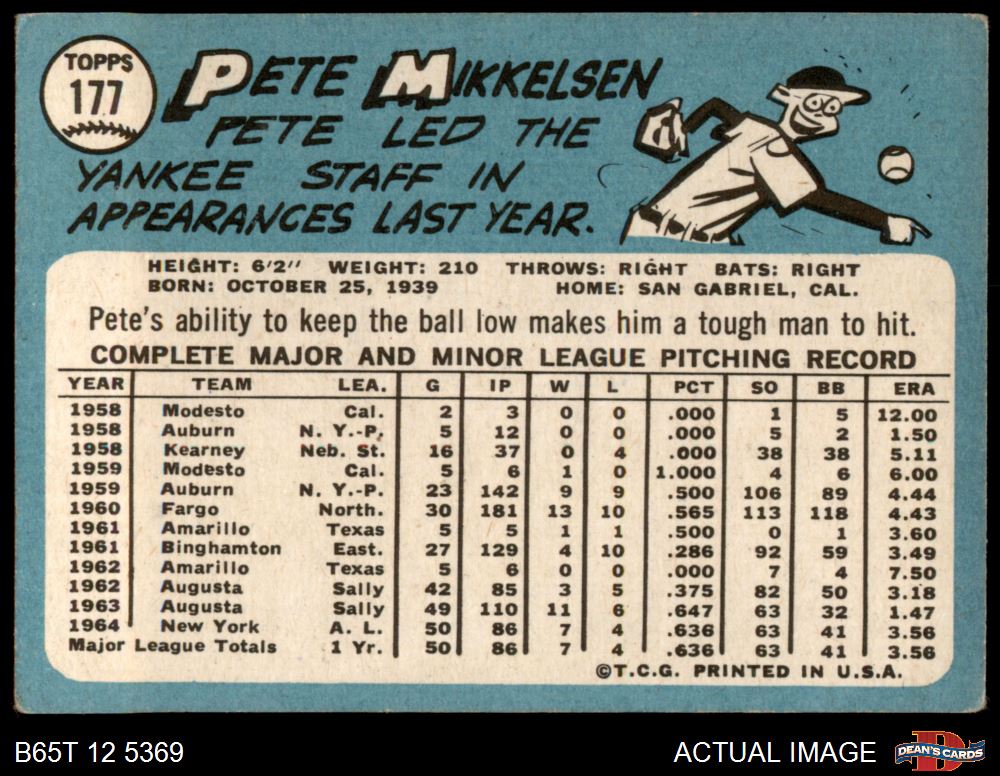 TOPPS
177
PETE MIKKELSEN
PETE LED THE
YANKEE STAFF IN
APPEARANCES LAST YEAR.
HEIGHT: 6'2" WEIGHT: 210 THROWS: RIGHT BATS: RIGHT
BORN: OCTOBER 25, 1939 HOME: SAN GABRIEL, CAL.
Pete's ability to keep the ball low makes him a tough man to hit.
COMPLETE MAJOR AND MINOR LEAGUE PITCHING RECORD
YEAR TEAM LEA. G IP W L PCT SO BB ERA
1958 Modesto Cal. 2 3 0 0 .000 1 5 12.00
1958 Auburn N. Y.-P. 5 12 0 0 .000 5 2 1.50
1958 Kearney Neb. St. 16 37 0 4 .000 38 38 5.11
1959 Modesto Cal. 5 6 1 0 1.000 4 6 6.00
1959 Auburn N. Y.-P. 23 142 9 9 .500 106 89 4.44
1960 Fargo North. 30 181 13 10 .565 113 118 4.43
1961 Amarillo Texas 5 5 1 1 .500 0 1 3.60
1961 Binghamton East. 27 129 4 10 .286 92 59 3.49
1962 Amarillo Texas 5 6 0 0 .000 7 4 7.50
1962 Augusta Sally 42 85 3 5 .375 82 50 3.18
1963 Augusta Sally 49 110 11 6 .647 63 32 1.47
1964 New York A. L. 50 86 7 4 .636 63 41 3.56
Major League Totals 1 Yr. 50 86 7 4 .636 63 41 3.56
©T.C.G. PRINTED IN U.S.A.
B65T 12 5369 ACTUAL IMAGE
D
DEAN'S CARDS